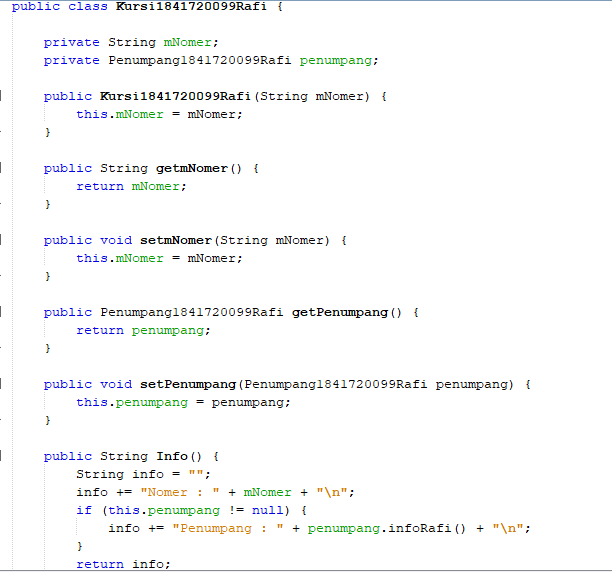 public class Kursi1841720099Rafi {
private String mNomer;
private Penumpang1841720099Rafi penumpang;
public Kursi1841720099Rafi(String mNomer) {
this.mNomer = mNomer;
}
public String getmNomer() {
return mNomer;
}
public void setmNomer(String mNomer) {
this.mNomer = mNomer;
}
public Penumpang1841720099Rafi getPenumpang() {
return penumpang;
}
public void setPenumpang(Penumpang1841720099Rafi penumpang) {
this.penumpang = penumpang;
}
public String Info() {
String info = "";
info += "Nomer : " + mNomer + "\n";
if (this.penumpang != null) {
info += "Penumpang : " + penumpang.infoRafi() + "\n";
}
return info;